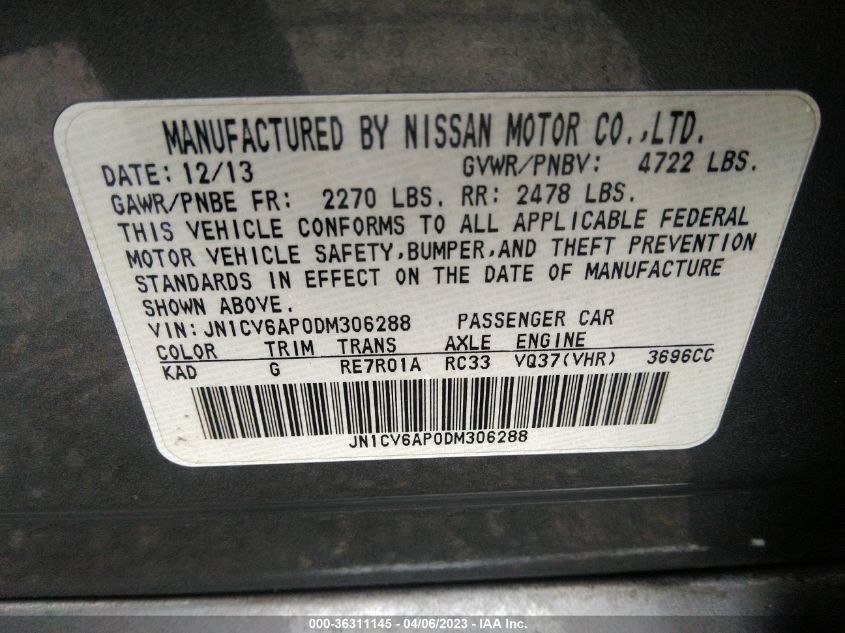 MANUFACTURED BY NISSAN MOTOR CO.,LTD.
DATE: 12/13 GVWR/PNBV: 4722 LBS.
GAWR/PNBE FR: 2270 LBS. RR: 2478 LBS.
THIS VEHICLE CONFORMS TO ALL APPLICABLE FEDERAL
MOTOR VEHICLE SAFETY,BUMPER,AND THEFT PREVENTION
STANDARDS IN EFFECT ON THE DATE OF MANUFACTURE
SHOWN ABOVE.
VIN: JN1CV6AP0DM306288 PASSENGER CAR
COLOR TRIM TRANS AXLE ENGINE
KAD G RE7R01A RC33 VQ37(VHR) 3696CC
JN1CV6AP0DM306288
000-36311145 - 04/06/2023 - IAA Inc.